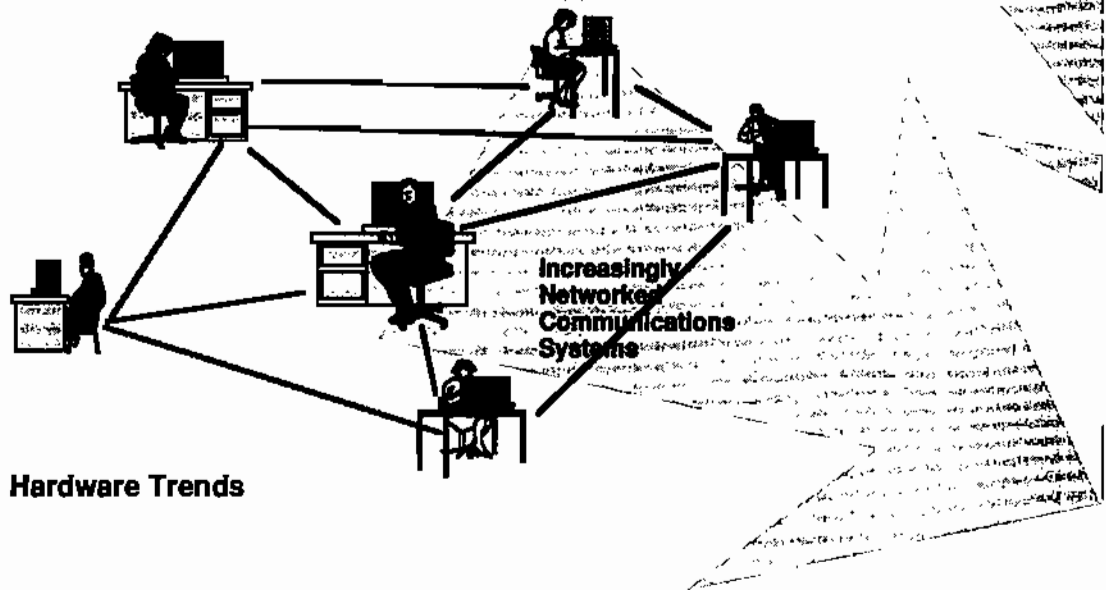 Increasingly
Networked
Communications
Systems
Hardware Trends